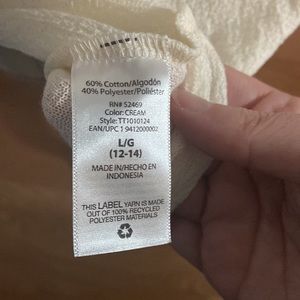 60% Cotton/Algodón
40% Polyester/Poliéster
RN# 52469
Color: CREAM
Style: TT1010124
EAN/UPC 1 9412000002
L/G
(12-14)
MADE IN/HECHO EN
INDONESIA
THIS LABEL YARN IS MADE
OUT OF 100% RECYCLED
POLYESTER MATERIALS